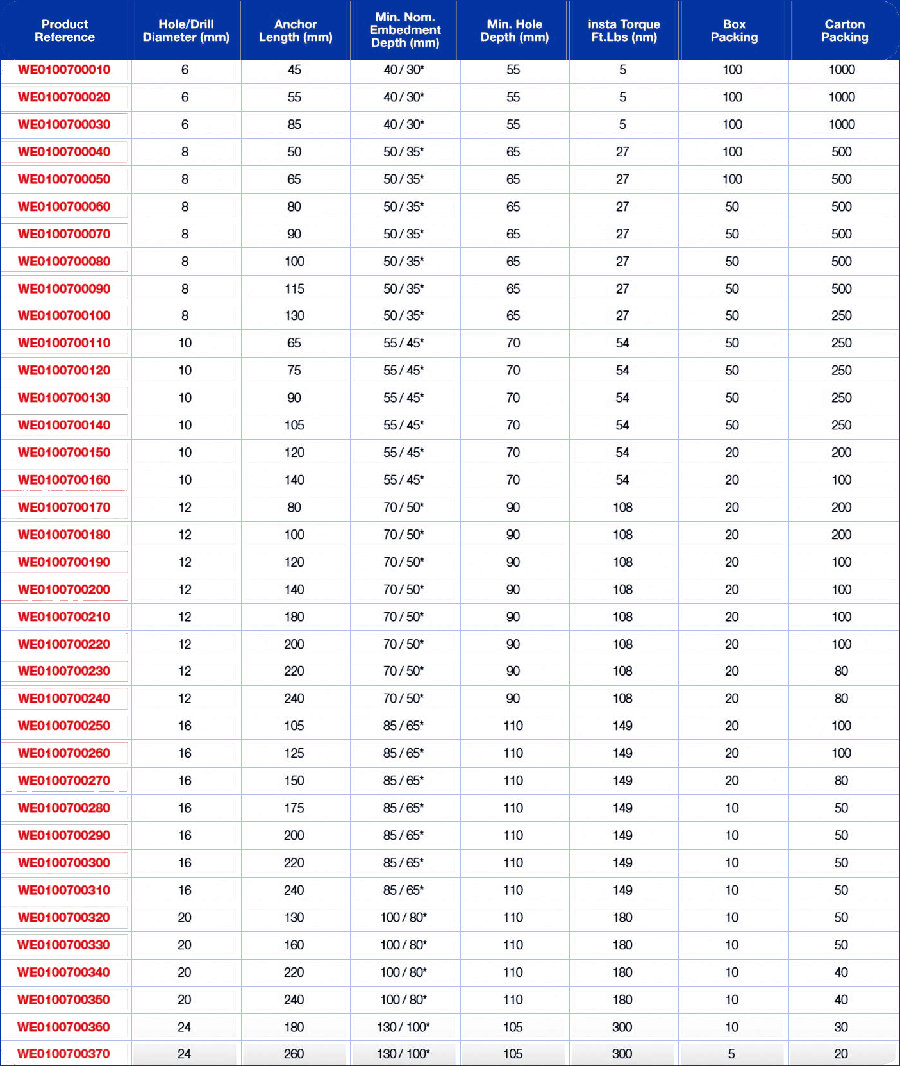 Product Reference | Hole/Drill Diameter (mm) | Anchor Length (mm) | Min. Nom. Embedment Depth (mm) | Min. Hole Depth (mm) | insta Torque Ft.Lbs (nm) | Box Packing | Carton Packing
WE0100700010 6 45 40 / 30* 55 5 100 1000
WE0100700020 6 55 40 / 30* 55 5 100 1000
WE0100700030 6 85 40 / 30* 55 5 100 1000
WE0100700040 8 50 50 / 35* 65 27 100 500
WE0100700050 8 65 50 / 35* 65 27 100 500
WE0100700060 8 80 50 / 35* 65 27 50 500
WE0100700070 8 90 50 / 35* 65 27 50 500
WE0100700080 8 100 50 / 35* 65 27 50 500
WE0100700090 8 115 50 / 35* 65 27 50 500
WE0100700100 8 130 50 / 35* 65 27 50 250
WE0100700110 10 65 55 / 45* 70 54 50 250
WE0100700120 10 75 55 / 45* 70 54 50 250
WE0100700130 10 90 55 / 45* 70 54 50 250
WE0100700140 10 105 55 / 45* 70 54 50 250
WE0100700150 10 120 55 / 45* 70 54 20 200
WE0100700160 10 140 55 / 45* 70 54 20 100
WE0100700170 12 80 70 / 50* 90 108 20 200
WE0100700180 12 100 70 / 50* 90 108 20 200
WE0100700190 12 120 70 / 50* 90 108 20 100
WE0100700200 12 140 70 / 50* 90 108 20 100
WE0100700210 12 180 70 / 50* 90 108 20 100
WE0100700220 12 200 70 / 50* 90 108 20 100
WE0100700230 12 220 70 / 50* 90 108 20 80
WE0100700240 12 240 70 / 50* 90 108 20 80
WE0100700250 16 105 85 / 65* 110 149 20 100
WE0100700260 16 125 85 / 65* 110 149 20 100
WE0100700270 16 150 85 / 65* 110 149 20 80
WE0100700280 16 175 85 / 65* 110 149 10 50
WE0100700290 16 200 85 / 65* 110 149 10 50
WE0100700300 16 220 85 / 65* 110 149 10 50
WE0100700310 16 240 85 / 65* 110 149 10 50
WE0100700320 20 130 100 / 80* 110 180 10 50
WE0100700330 20 160 100 / 80* 110 180 10 50
WE0100700340 20 220 100 / 80* 110 180 10 40
WE0100700350 20 240 100 / 80* 110 180 10 40
WE0100700360 24 180 130 / 100* 105 300 10 30
WE0100700370 24 260 130 / 100* 105 300 5 20